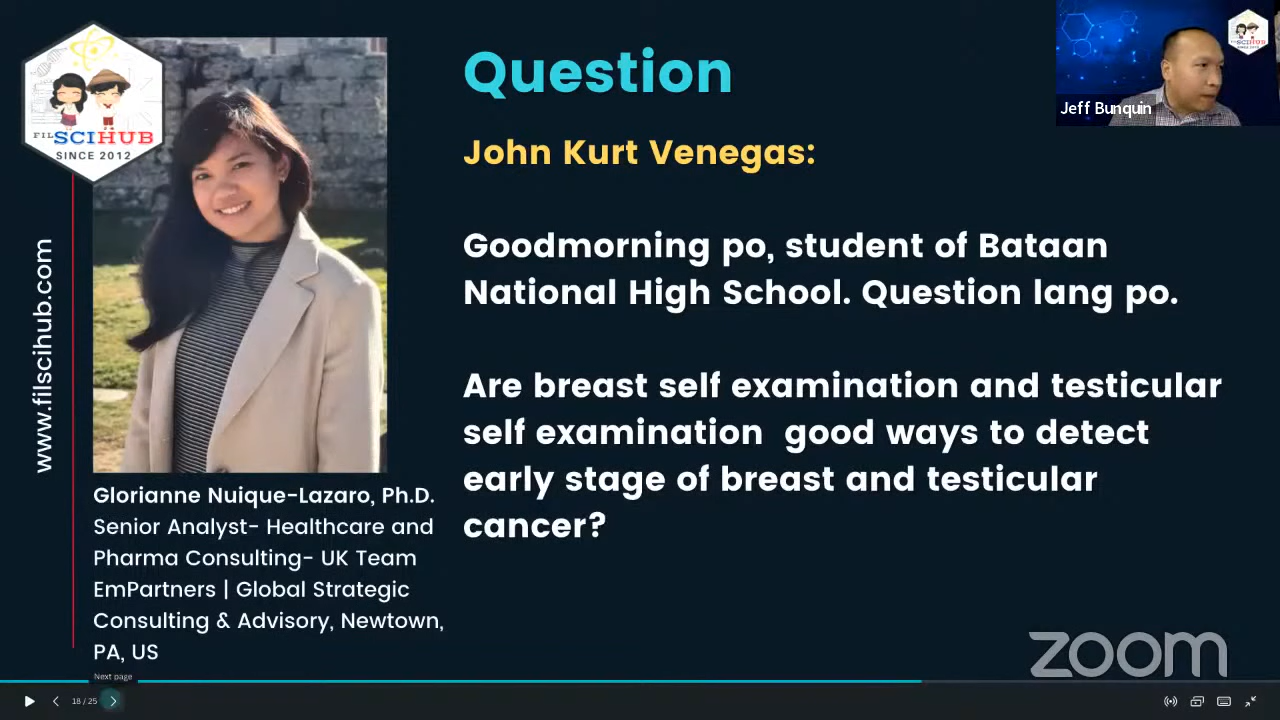 FILSCIHUB
SINCE 2012
www.filscihub.com
Question
John Kurt Venegas:
Goodmorning po, student of Bataan
National High School. Question lang po.
Are breast self examination and testicular
self examination  good ways to detect
early stage of breast and testicular
cancer?
Glorianne Nuique-Lazaro, Ph.D.
Senior Analyst- Healthcare and
Pharma Consulting- UK Team
EmPartners | Global Strategic
Consulting & Advisory, Newtown,
PA, US
Jeff Bunquin
SCIHUB
SINCE 2012
zoom
Next page
18 / 25